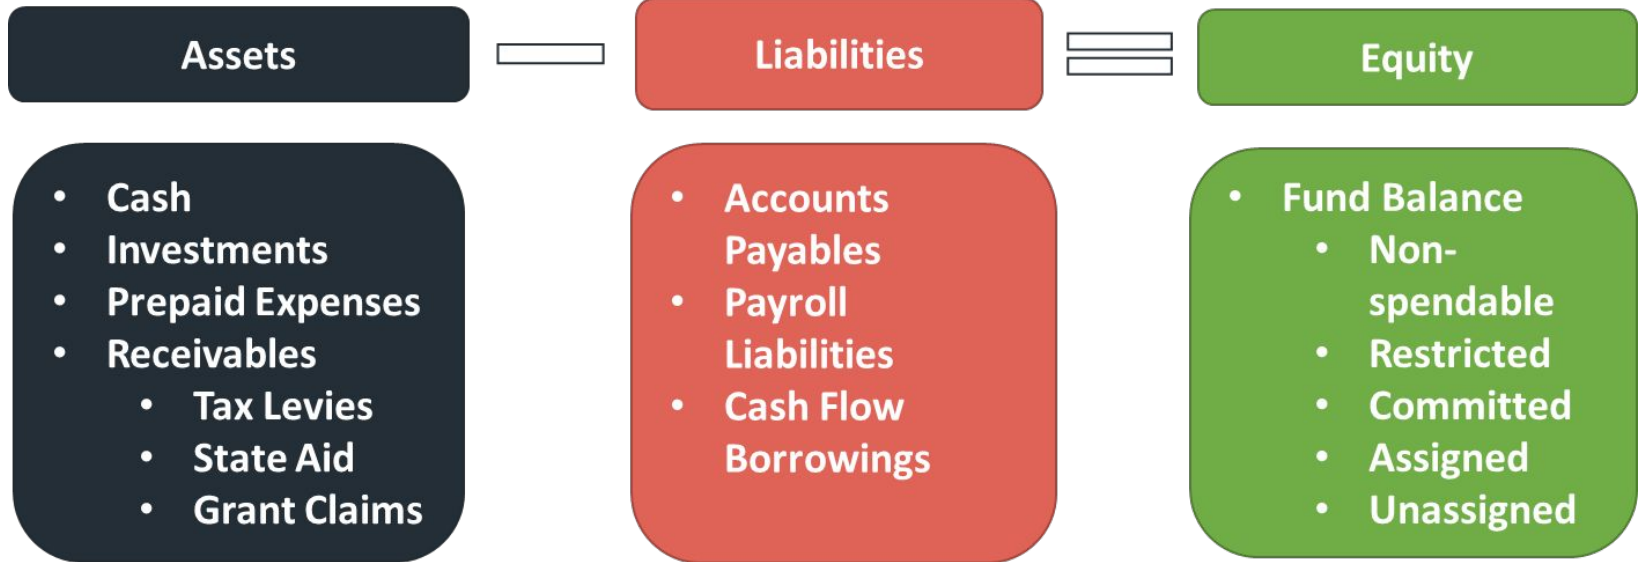 Assets
Liabilities
Equity
• Cash
• Investments
• Prepaid Expenses
• Receivables
• Tax Levies
• State Aid
• Grant Claims
• Accounts
Payables
• Payroll
Liabilities
• Cash Flow
Borrowings
• Fund Balance
• Non-
spendable
• Restricted
• Committed
• Assigned
• Unassigned